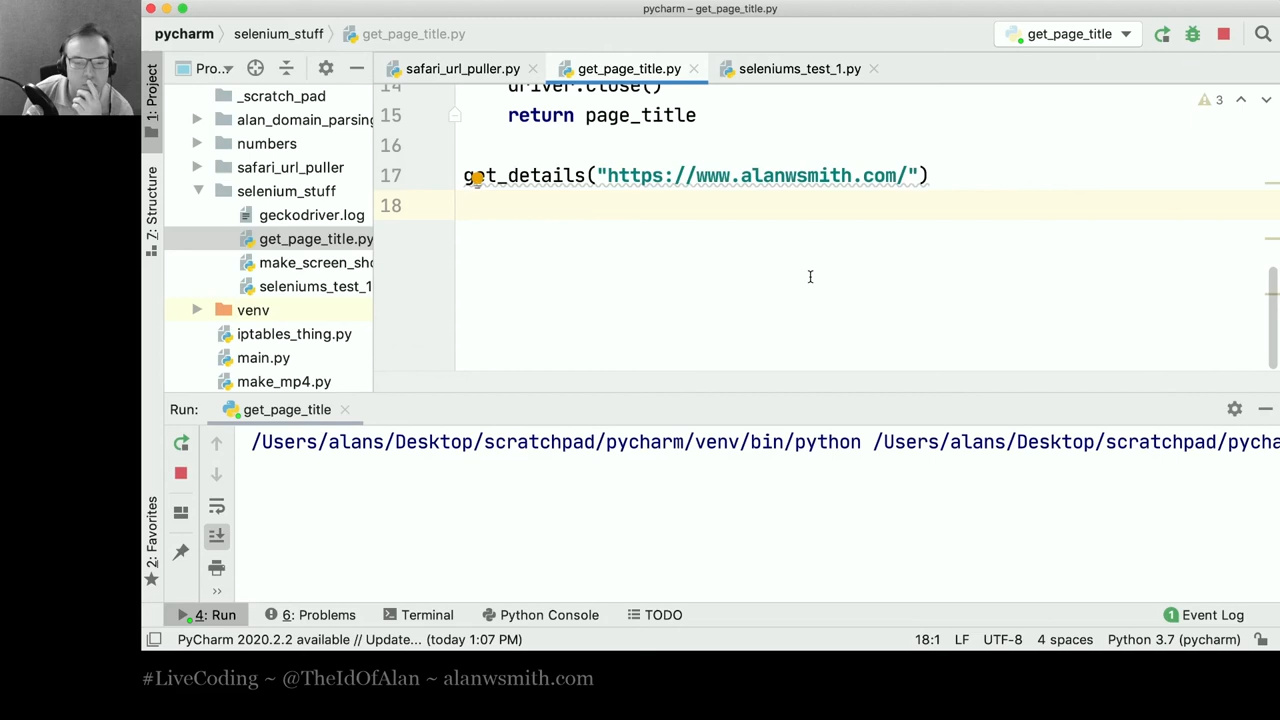 pycharm – get_page_title.py
pycharm selenium_stuff get_page_title.py
get_page_title
1: Project
Pro...
safari_url_puller.py
get_page_title.py
seleniums_test_1.py
_scratch_pad
alan_domain_parsing
numbers
safari_url_puller
selenium_stuff
geckodriver.log
get_page_title.py
make_screen_sho
seleniums_test_1
venv
iptables_thing.py
main.py
make_mp4.py
7: Structure
2: Favorites
14 driver.close()
15 return page_title
16
17 get_details("https://www.alanwsmith.com/")
18
3
Run: get_page_title
/Users/alans/Desktop/scratchpad/pycharm/venv/bin/python /Users/alans/Desktop/scratchpad/pycha
4: Run 6: Problems Terminal Python Console TODO 1 Event Log
PyCharm 2020.2.2 available // Update... (today 1:07 PM) 18:1 LF UTF-8 4 spaces Python 3.7 (pycharm)
#LiveCoding ~ @TheIdOfAlan ~ alanwsmith.com